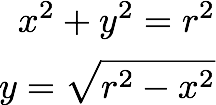 x² + y² = r²
y = √(r² − x²)